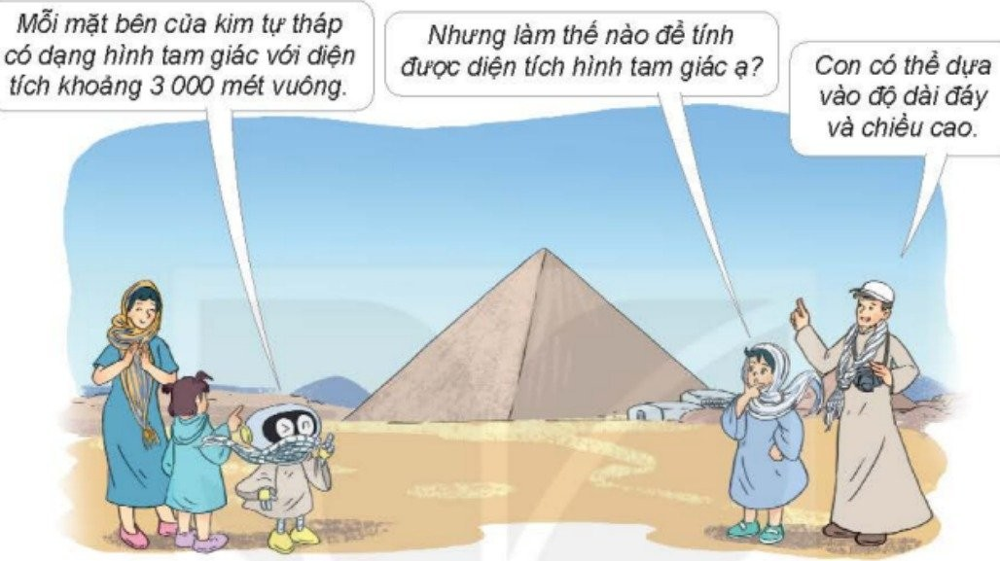 Mỗi mặt bên của kim tự tháp
có dạng hình tam giác với diện
tích khoảng 3 000 mét vuông.
Nhưng làm thế nào để tính
được diện tích hình tam giác ạ?
Con có thể dựa
vào độ dài đáy
và chiều cao.